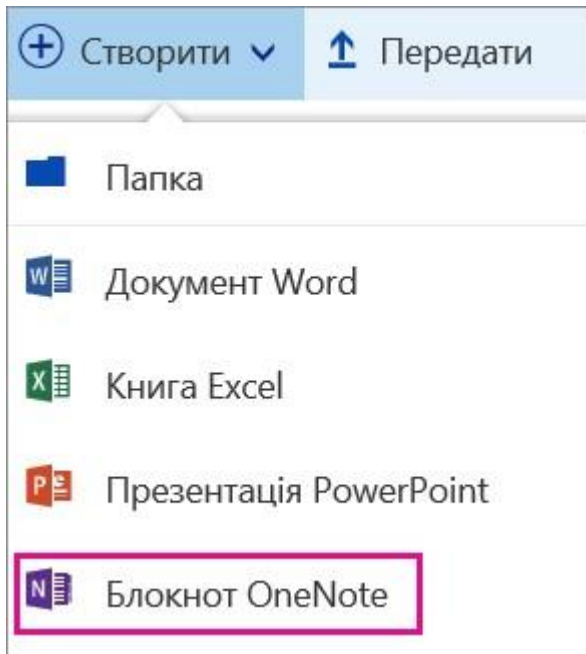 Створити Передати
Папка
Документ Word
Книга Excel
Презентація PowerPoint
Блокнот OneNote